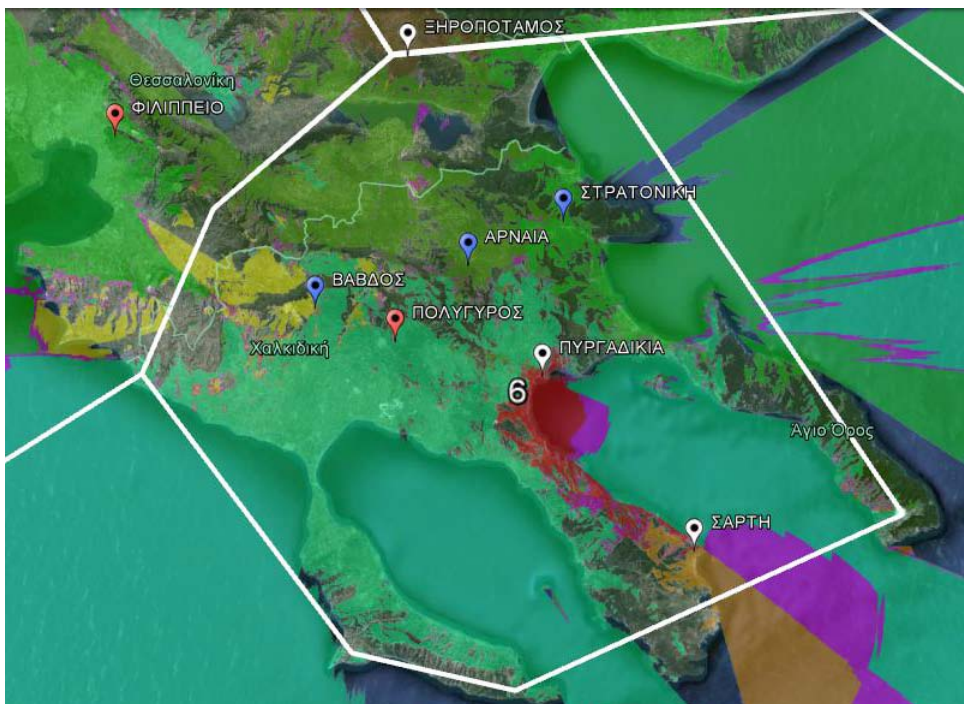 ΞΗΡΟΠΟΤΑΜΟΣ
Θεσσαλονίκη
ΦΙΛΙΠΠΕΙΟ
ΣΤΡΑΤΟΝΙΚΗ
ΑΡΝΑΙΑ
ΒΑΒΔΟΣ
ΠΟΛΥΓΥΡΟΣ
Χαλκιδική
ΠΥΡΓΑΔΙΚΙΑ
6
Άγιο Όρος
ΣΑΡΤΗ